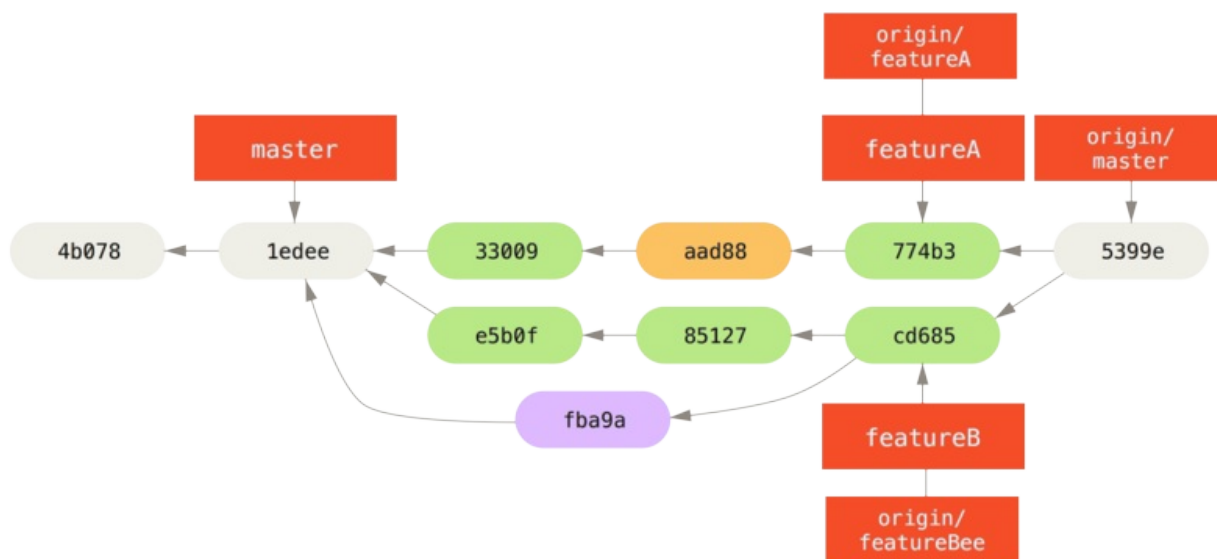 origin/
featureA
master
featureA
origin/
master
4b078
1edee
33009
aad88
774b3
5399e
e5b0f
85127
cd685
fba9a
featureB
origin/
featureBee